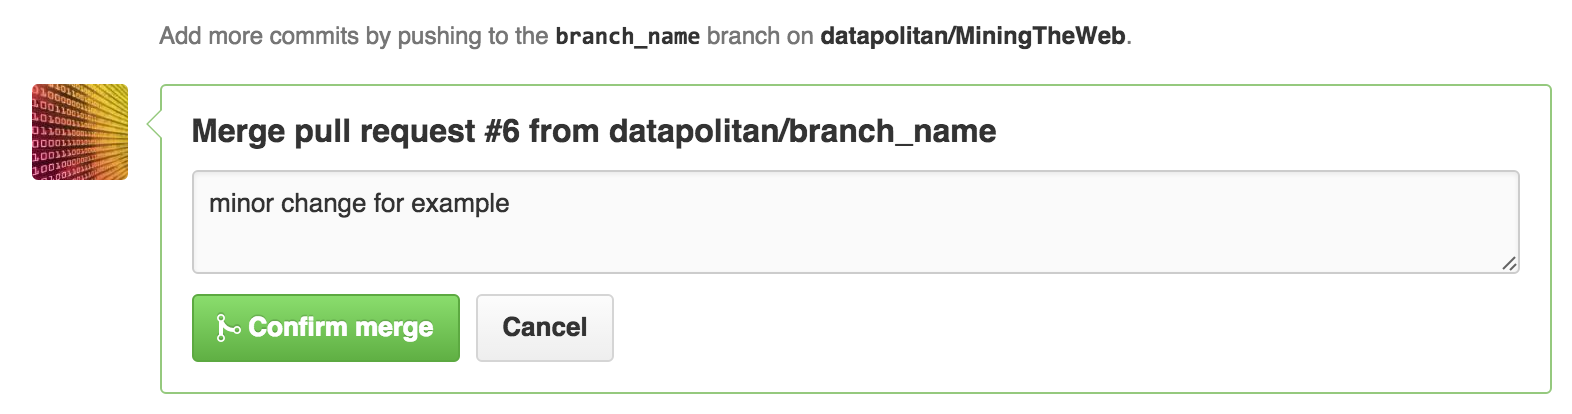 Add more commits by pushing to the branch_name branch on datapolitan/MiningTheWeb.
Merge pull request #6 from datapolitan/branch_name
minor change for example
Confirm merge
Cancel